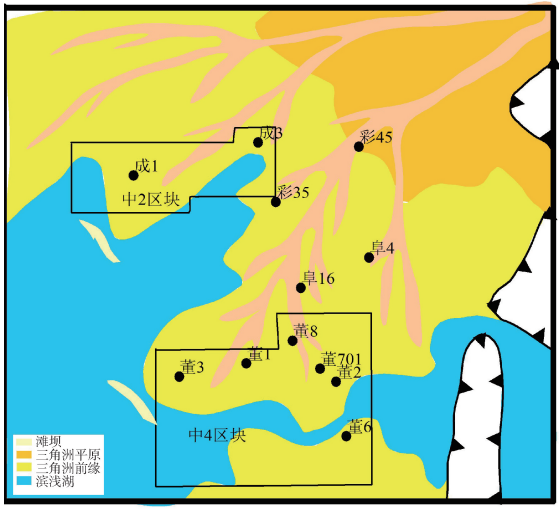 成3
彩45
成1
中2区块
彩35
阜4
阜16
董8
董1
董701
董3
董2
董6
中4区块
滩坝
三角洲平原
三角洲前缘
滨浅湖